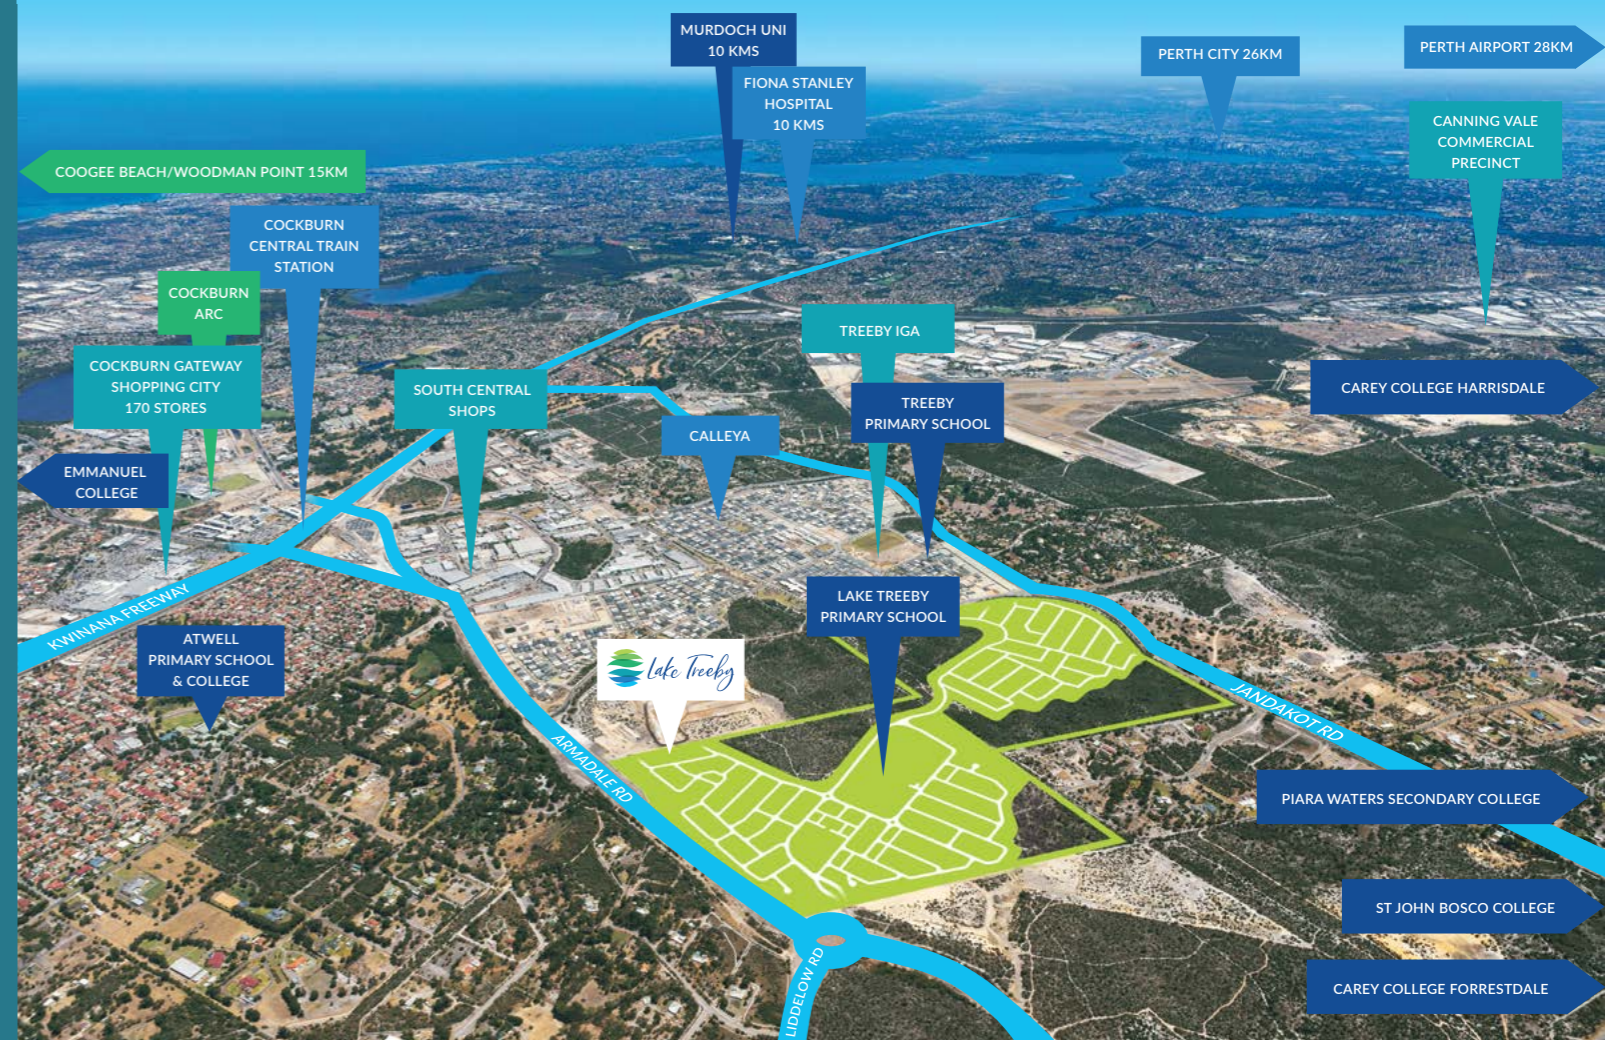 MURDOCH UNI
10 KMS
FIONA STANLEY
HOSPITAL
10 KMS
PERTH CITY 26KM
PERTH AIRPORT 28KM
CANNING VALE
COMMERCIAL
PRECINCT
COOGEE BEACH/WOODMAN POINT 15KM
COCKBURN
CENTRAL TRAIN
STATION
COCKBURN
ARC
COCKBURN GATEWAY
SHOPPING CITY
170 STORES
SOUTH CENTRAL
SHOPS
TREEBY IGA
CAREY COLLEGE HARRISDALE
TREEBY
PRIMARY SCHOOL
CALLEYA
EMMANUEL
COLLEGE
KWINANA FREEWAY
LAKE TREEBY
PRIMARY SCHOOL
ATWELL
PRIMARY SCHOOL
& COLLEGE
Lake Treeby
JANDAKOT RD
ARMADALE RD
PIARA WATERS SECONDARY COLLEGE
ST JOHN BOSCO COLLEGE
CAREY COLLEGE FORRESTDALE
LIDDELOW RD